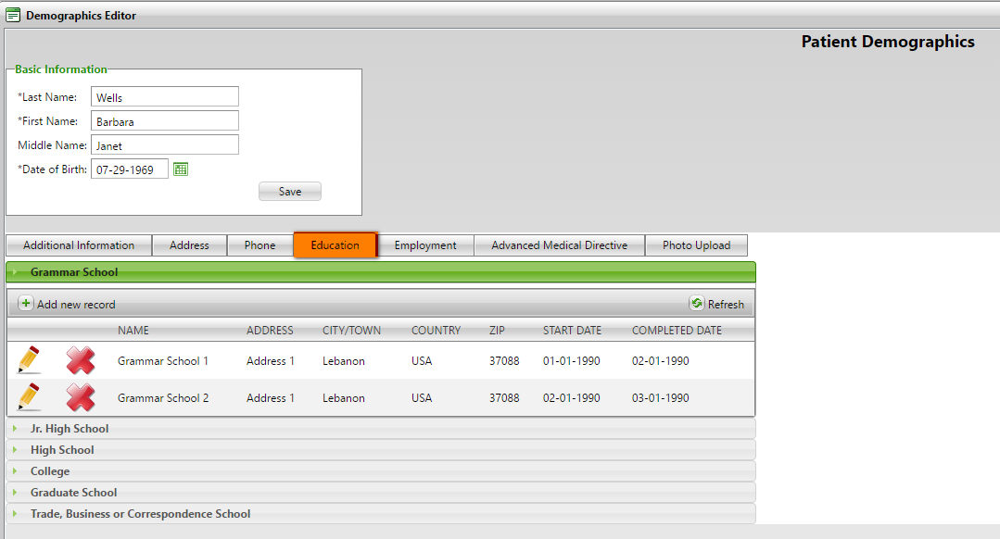 Demographics Editor
Patient Demographics
Basic Information
*Last Name: Wells
*First Name: Barbara
Middle Name: Janet
*Date of Birth: 07-29-1969
Save
Additional Information Address Phone Education Employment Advanced Medical Directive Photo Upload
Grammar School
Add new record Refresh
NAME ADDRESS CITY/TOWN COUNTRY ZIP START DATE COMPLETED DATE
Grammar School 1 Address 1 Lebanon USA 37088 01-01-1990 02-01-1990
Grammar School 2 Address 1 Lebanon USA 37088 02-01-1990 03-01-1990
Jr. High School
High School
College
Graduate School
Trade, Business or Correspondence School